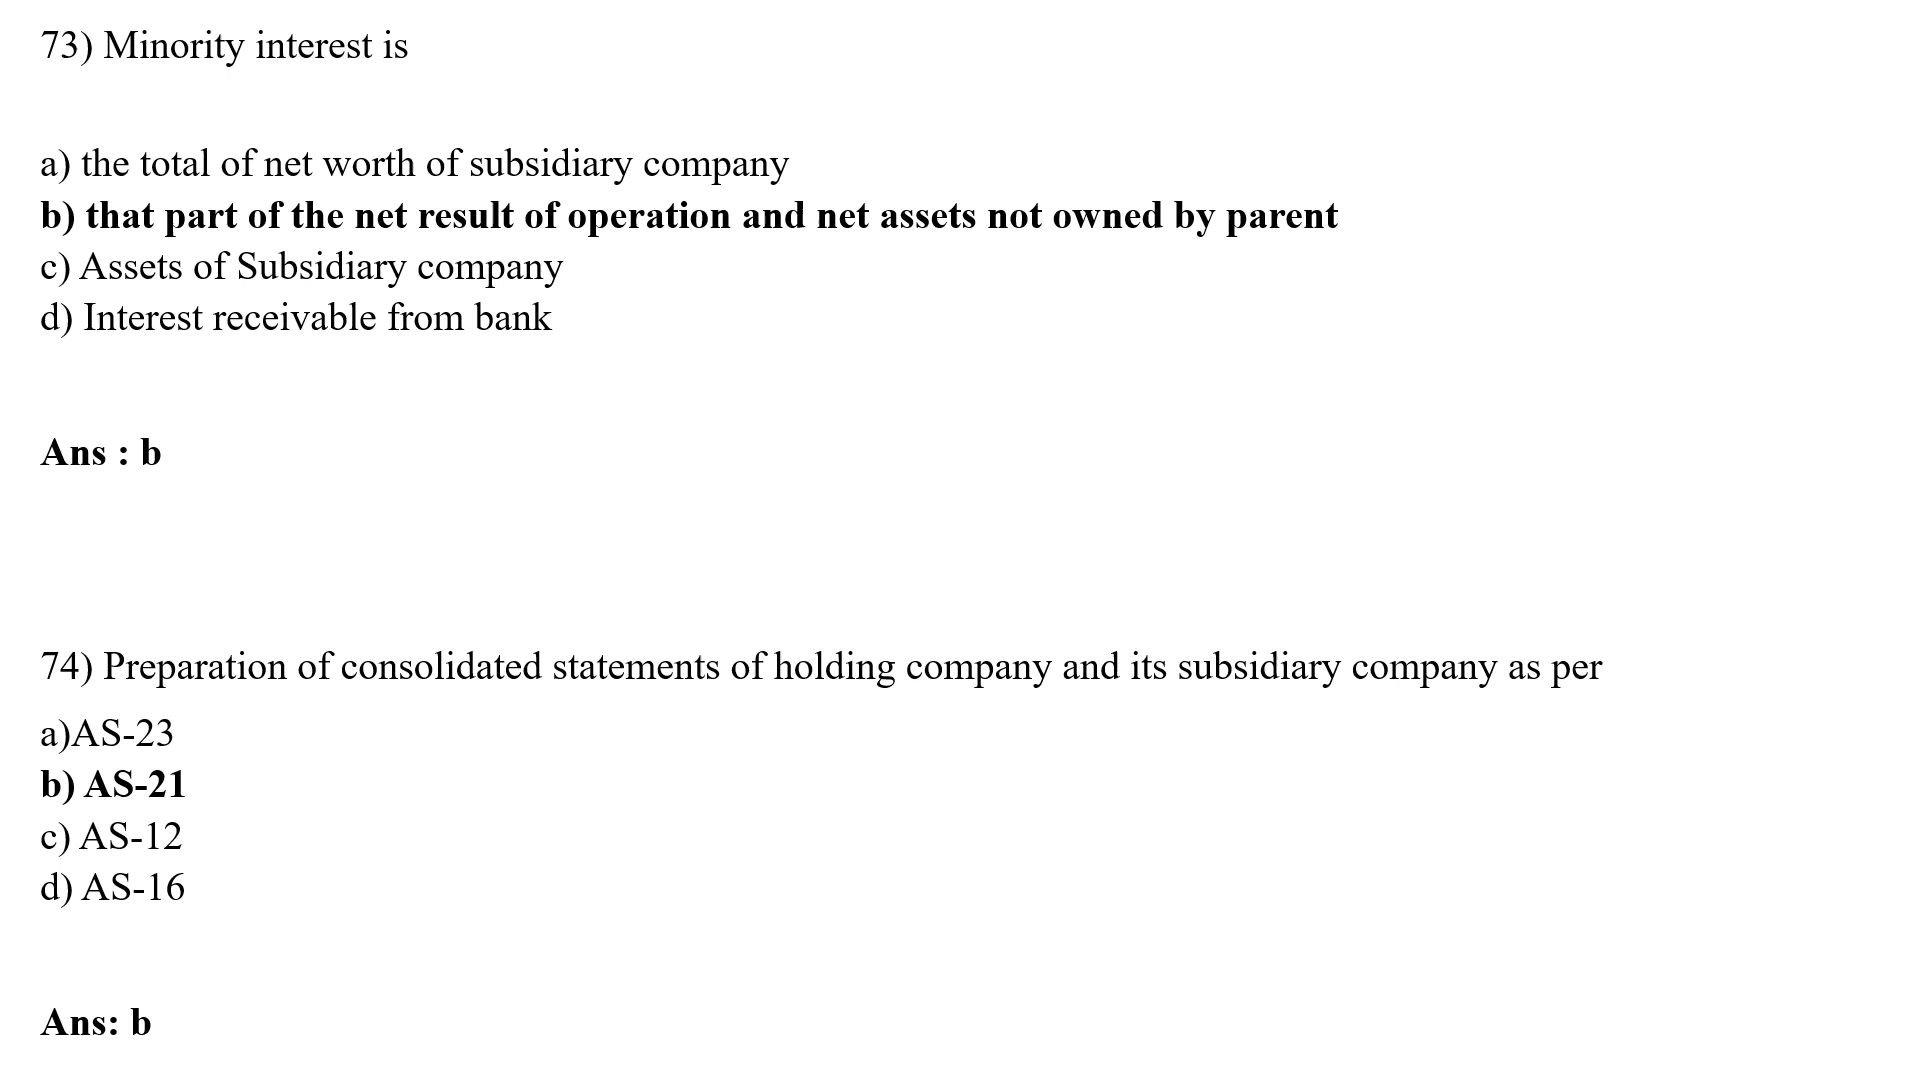 73) Minority interest is
a) the total of net worth of subsidiary company
b) that part of the net result of operation and net assets not owned by parent
c) Assets of Subsidiary company
d) Interest receivable from bank
Ans : b
74) Preparation of consolidated statements of holding company and its subsidiary company as per
a)AS-23
b) AS-21
c) AS-12
d) AS-16
Ans: b